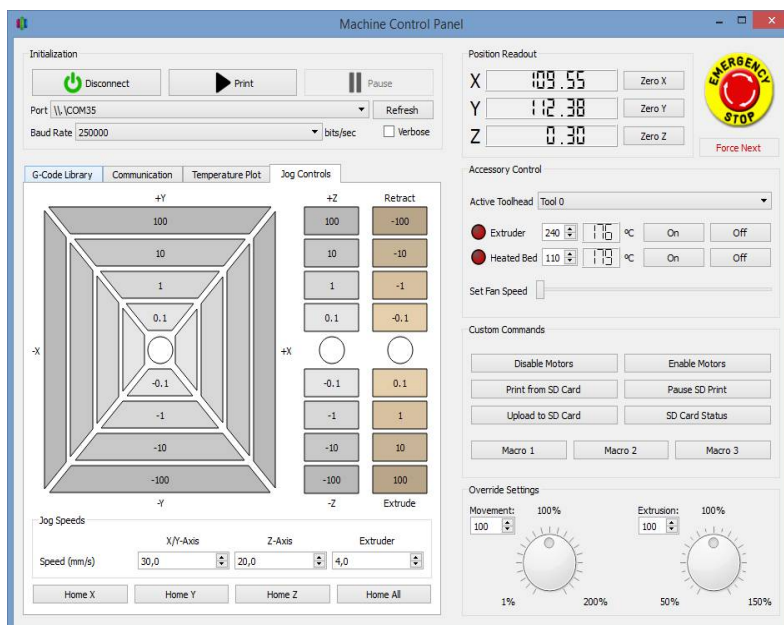 Machine Control Panel
Initialization
Disconnect
Print
Pause
Port \\.\COM35
Refresh
Baud Rate 250000
bits/sec
Verbose
G-Code Library
Communication
Temperature Plot
Jog Controls
+Y
+Z
Retract
100
100
-100
10
10
-10
1
1
-1
0.1
0.1
-0.1
-X
+X
-0.1
-0.1
0.1
-1
-1
1
-10
-10
10
-100
-100
100
-Y
-Z
Extrude
Jog Speeds
X/Y-Axis
Z-Axis
Extruder
Speed (mm/s)
30,0
20,0
4,0
Home X
Home Y
Home Z
Home All
Position Readout
X 109.55 Zero X
Y 112.38 Zero Y
Z 0.30 Zero Z
EMERGENCY
STOP
Force Next
Accessory Control
Active Toolhead Tool 0
Extruder 240 176 ºC On Off
Heated Bed 110 179 ºC On Off
Set Fan Speed
Custom Commands
Disable Motors
Enable Motors
Print from SD Card
Pause SD Print
Upload to SD Card
SD Card Status
Macro 1
Macro 2
Macro 3
Override Settings
Movement:
100%
100
1%
200%
Extrusion:
100%
100
50%
150%